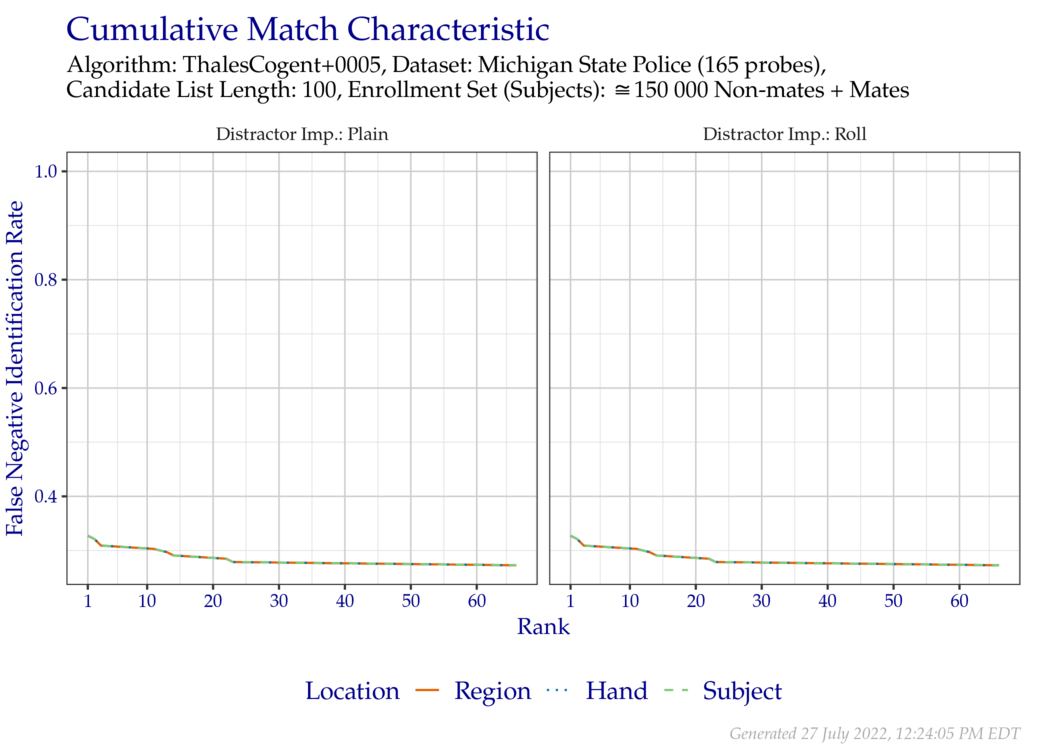 Cumulative Match Characteristic
Algorithm: ThalesCogent+0005, Dataset: Michigan State Police (165 probes),
Candidate List Length: 100, Enrollment Set (Subjects): ≅150 000 Non-mates + Mates
Distractor Imp.: Plain
Distractor Imp.: Roll
False Negative Identification Rate
1.0
0.8
0.6
0.4
1 10 20 30 40 50 60
1 10 20 30 40 50 60
Rank
Location Region Hand Subject
Generated 27 July 2022, 12:24:05 PM EDT